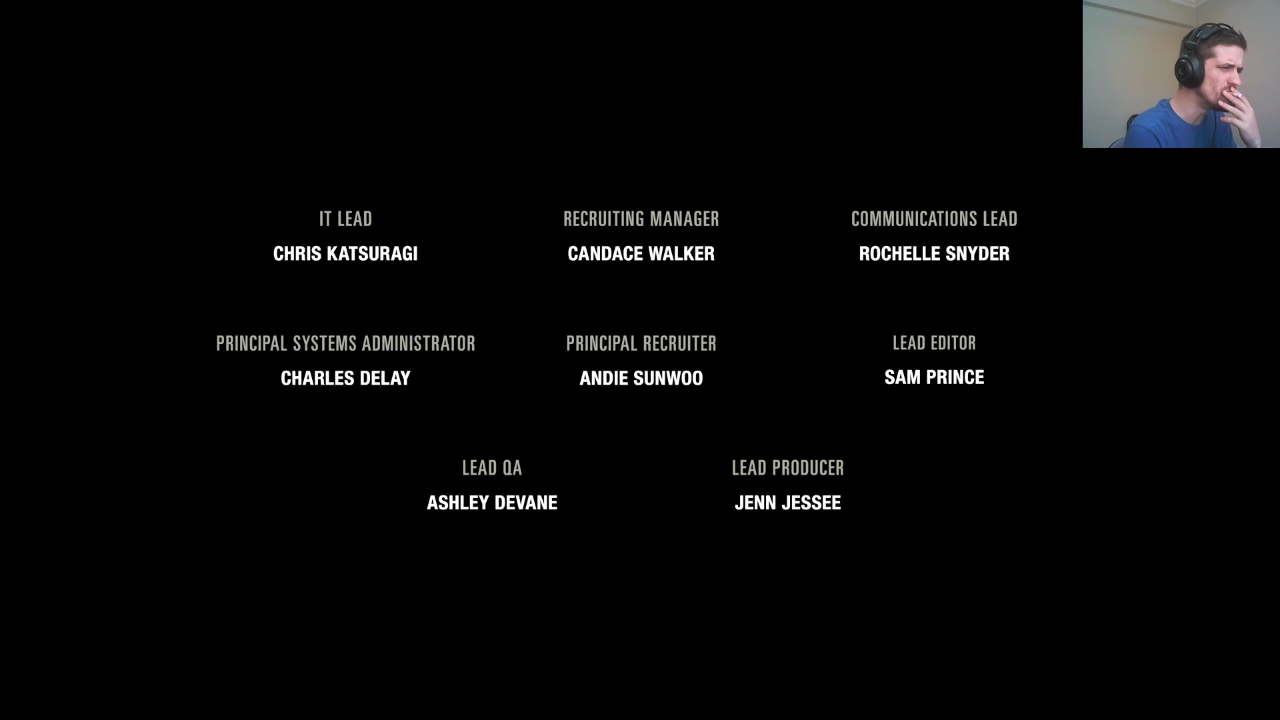 IT LEAD
CHRIS KATSURAGI
RECRUITING MANAGER
CANDACE WALKER
COMMUNICATIONS LEAD
ROCHELLE SNYDER
PRINCIPAL SYSTEMS ADMINISTRATOR
CHARLES DELAY
PRINCIPAL RECRUITER
ANDIE SUNWOO
LEAD EDITOR
SAM PRINCE
LEAD QA
ASHLEY DEVANE
LEAD PRODUCER
JENN JESSEE